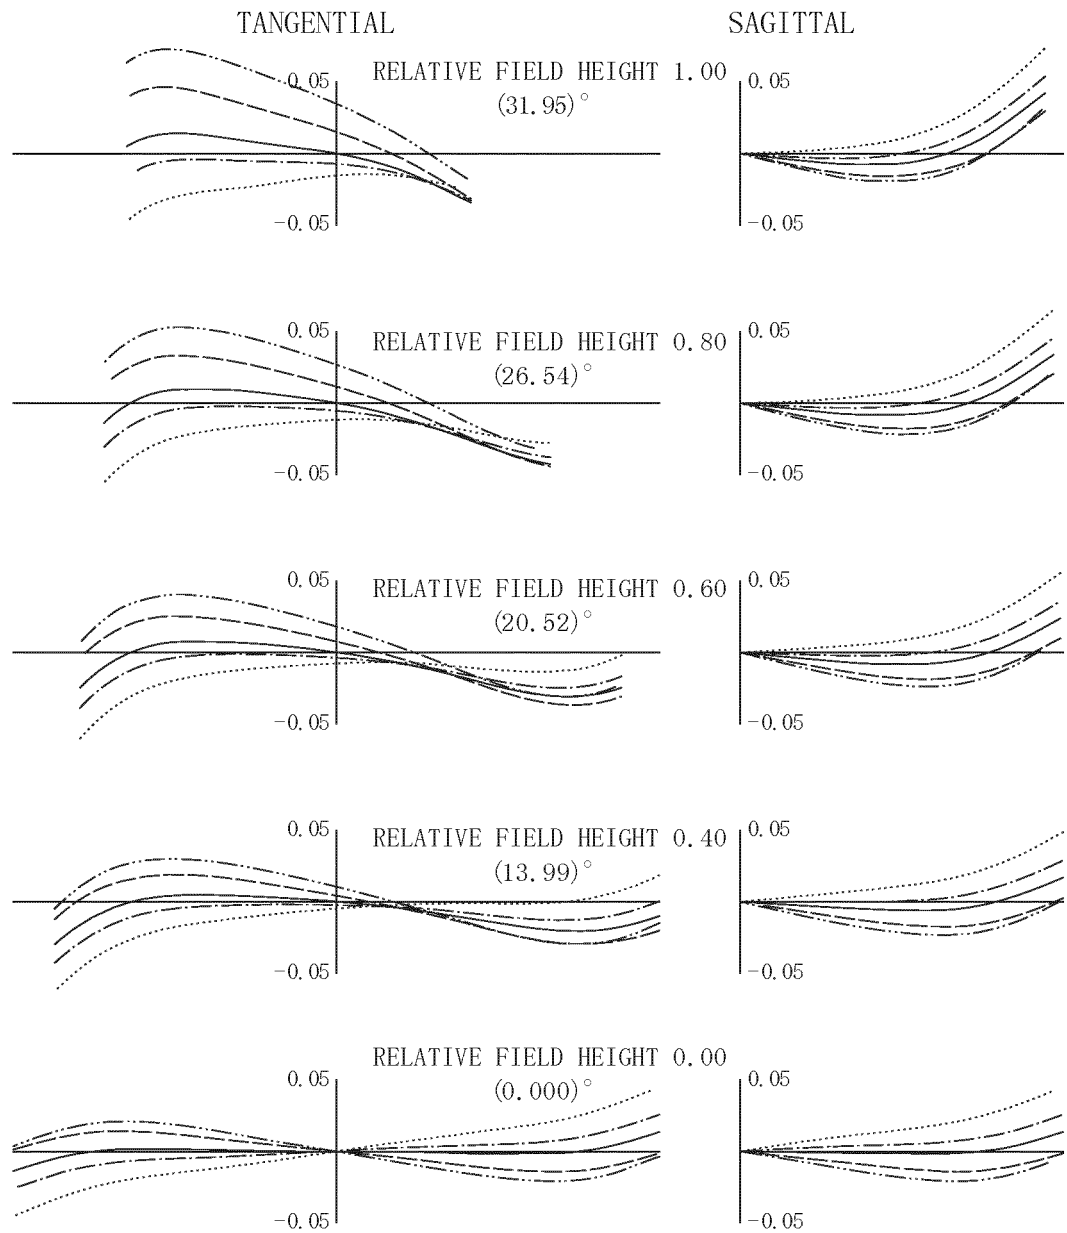 TANGENTIAL SAGITTAL
0.05 RELATIVE FIELD HEIGHT 1.00 0.05
(31.95)°
-0.05 -0.05
0.05 RELATIVE FIELD HEIGHT 0.80 0.05
(26.54)°
-0.05 -0.05
0.05 RELATIVE FIELD HEIGHT 0.60 0.05
(20.52)°
-0.05 -0.05
0.05 RELATIVE FIELD HEIGHT 0.40 0.05
(13.99)°
-0.05 -0.05
RELATIVE FIELD HEIGHT 0.00
0.05 (0.000)° 0.05
-0.05 -0.05